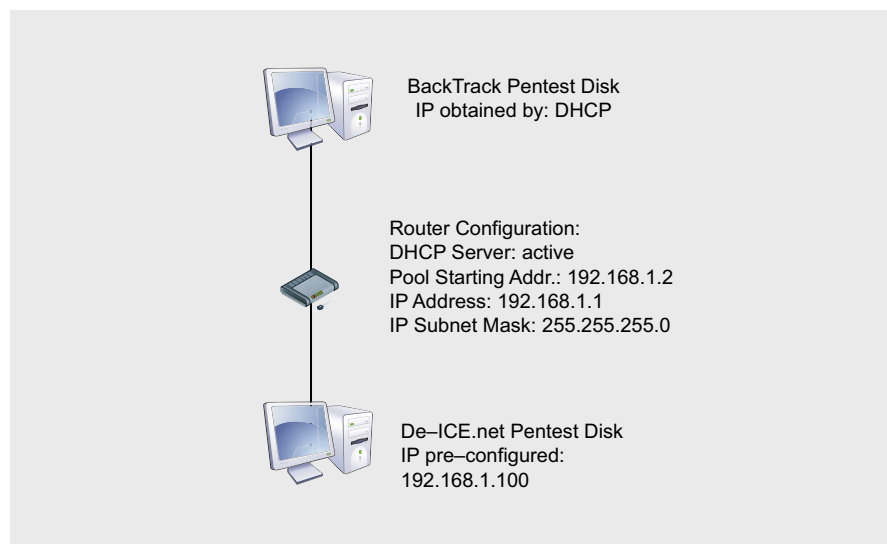 BackTrack Pentest Disk
IP obtained by: DHCP
Router Configuration:
DHCP Server: active
Pool Starting Addr.: 192.168.1.2
IP Address: 192.168.1.1
IP Subnet Mask: 255.255.255.0
De–ICE.net Pentest Disk
IP pre–configured:
192.168.1.100